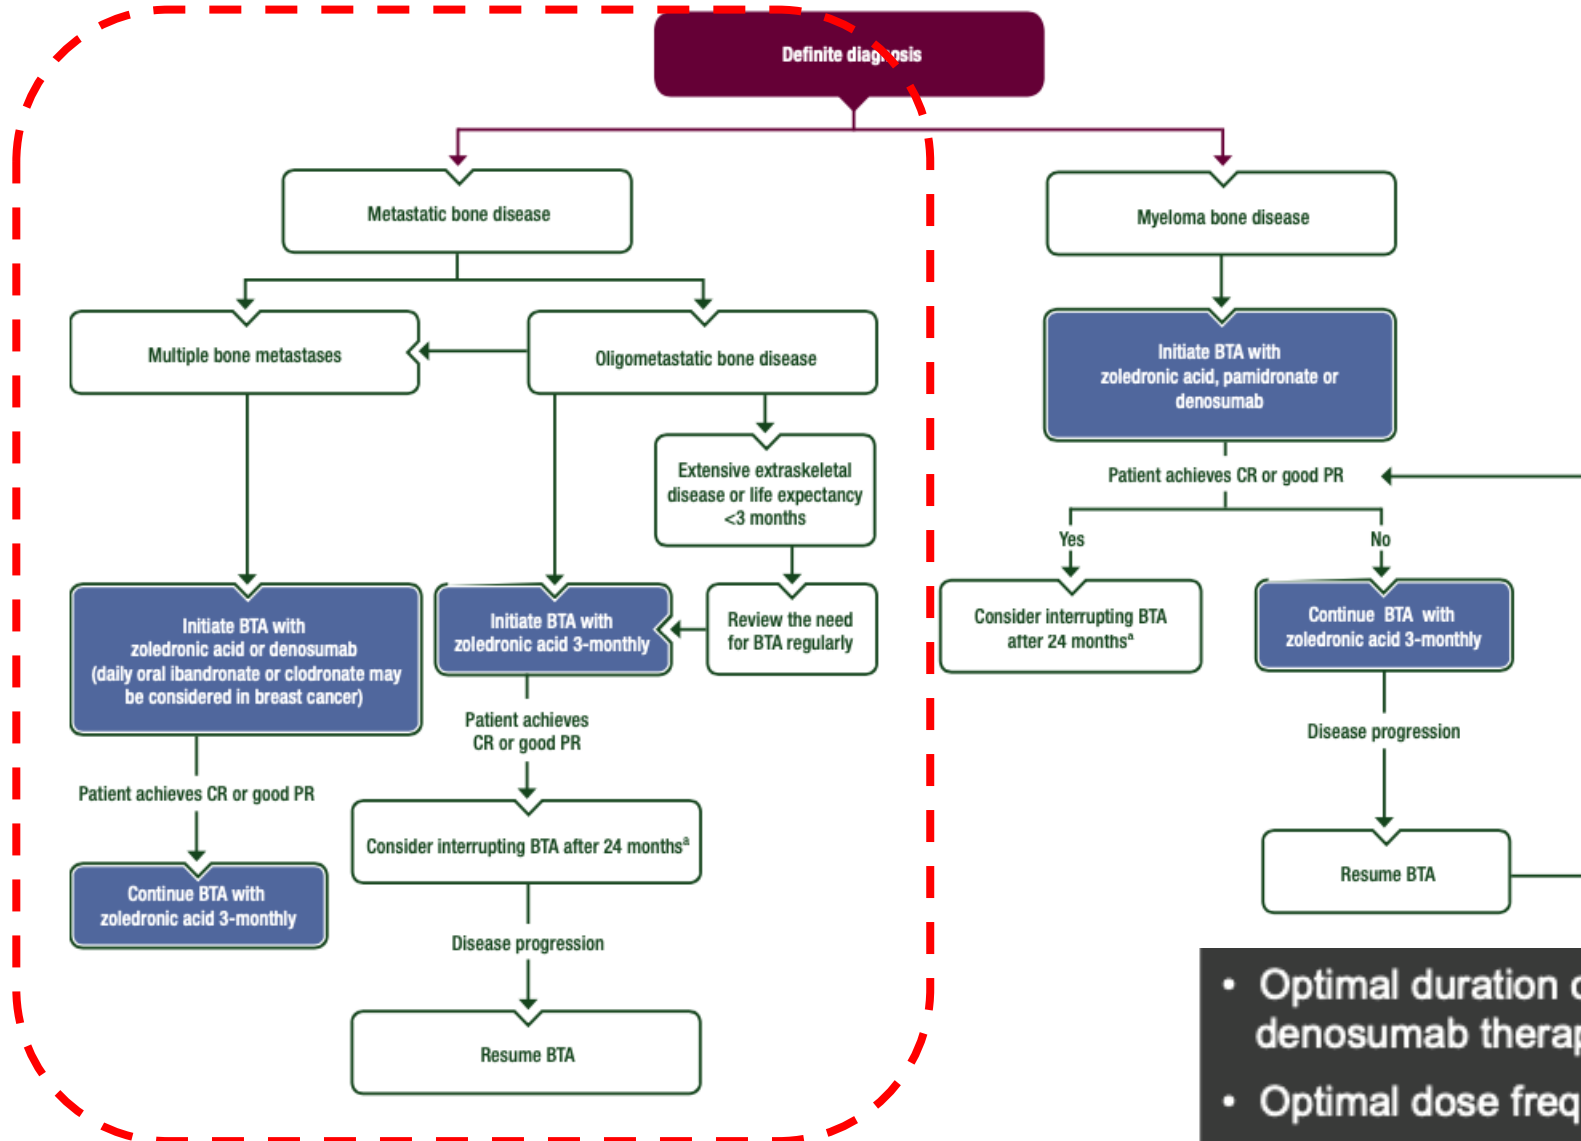 Definite diagnosis
Metastatic bone disease
Myeloma bone disease
Multiple bone metastases
Oligometastatic bone disease
Initiate BTA with
zoledronic acid, pamidronate or
denosumab
Extensive extraskeletal
disease or life expectancy
<3 months
Patient achieves CR or good PR
Yes
No
Initiate BTA with
zoledronic acid or denosumab
(daily oral ibandronate or clodronate may
be considered in breast cancer)
Initiate BTA with
zoledronic acid 3-monthly
Review the need
for BTA regularly
Consider interrupting BTA
after 24 monthsª
Continue BTA with
zoledronic acid 3-monthly
Patient achieves
CR or good PR
Disease progression
Patient achieves CR or good PR
Consider interrupting BTA after 24 monthsª
Resume BTA
Continue BTA with
zoledronic acid 3-monthly
Disease progression
Resume BTA
• Optimal duration
denosumab
• Optimal dose